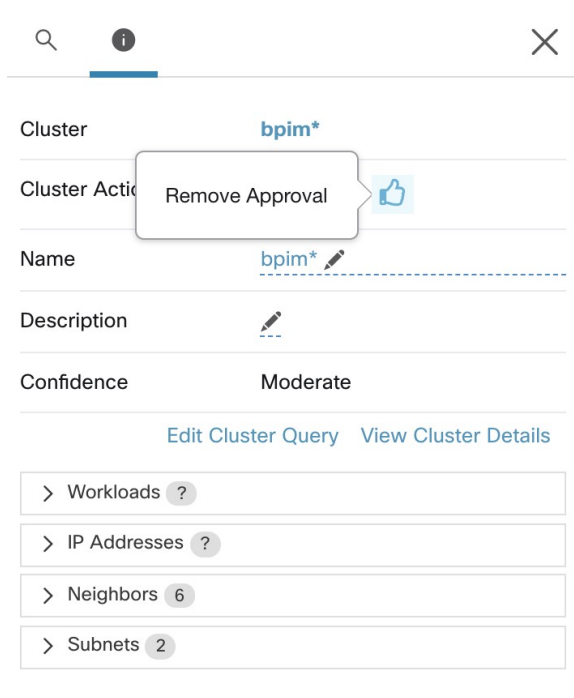 Cluster bpim*
Cluster Actio
Remove Approval
Name bpim*
Description
Confidence Moderate
Edit Cluster Query View Cluster Details
Workloads ?
IP Addresses ?
Neighbors 6
Subnets 2